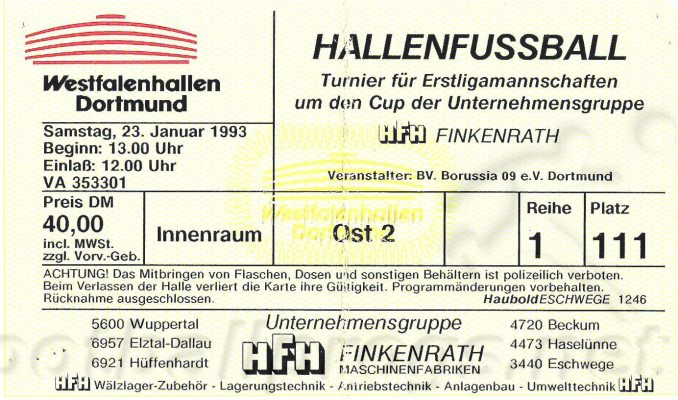 Westfalenhallen
Dortmund
HALLENFUSSBALL
Turnier für Erstligamannschaften
um den Cup der Unternehmensgruppe
HFH FINKENRATH
Veranstalter: BV. Borussia 09 e.V. Dortmund
Samstag, 23. Januar 1993
Beginn: 13.00 Uhr
Einlaß: 12.00 Uhr
VA 353301
Preis DM
40,00
incl. MWSt.
zzgl. Vorv.-Geb.
Innenraum
Westfalenhallen
Dortmund
Ost 2
Reihe
1
Platz
111
ACHTUNG! Das Mitbringen von Flaschen, Dosen und sonstigen Behältern ist polizeilich verboten.
Beim Verlassen der Halle verliert die Karte ihre Gültigkeit. Programmänderungen vorbehalten.
Rücknahme ausgeschlossen.
Haubold ESCHWEGE 1246
5600 Wuppertal
6957 Elztal-Dallau
6921 Hüffenhardt
Unternehmensgruppe
HFH FINKENRATH
MASCHINENFABRIKEN
4720 Beckum
4473 Haselünne
3440 Eschwege
HFH Wälzlager-Zubehör - Lagerungstechnik - Antriebstechnik - Anlagenbau - Umwelttechnik HFH